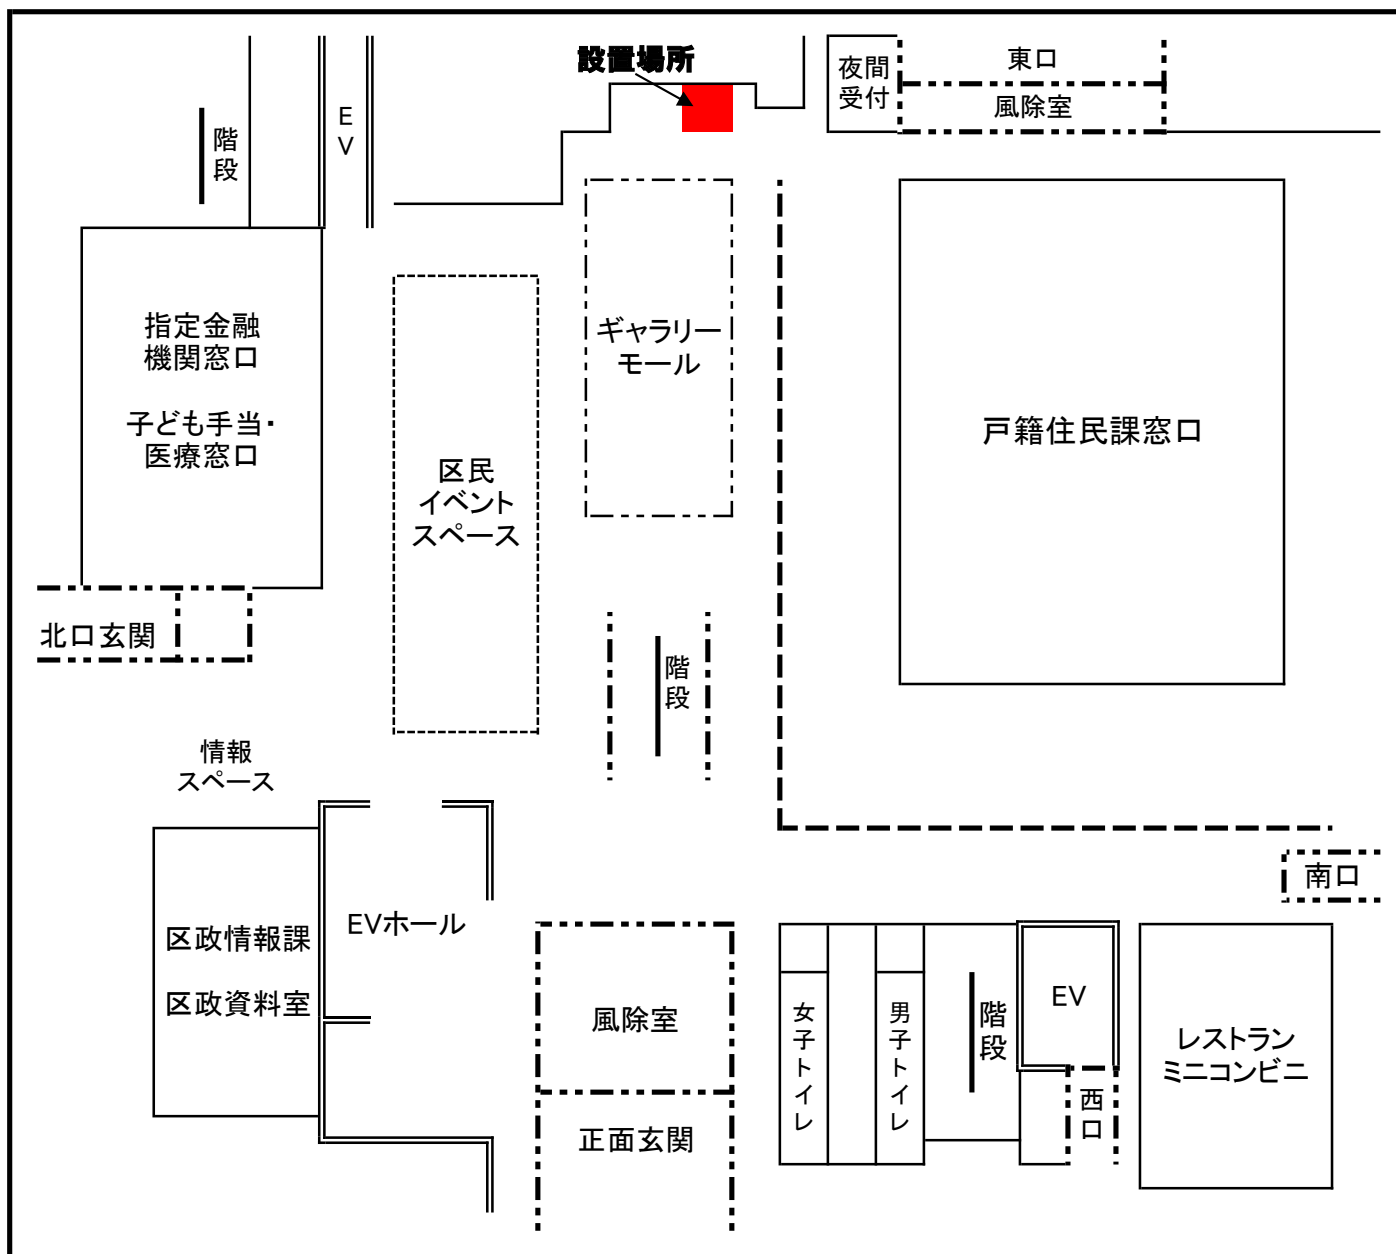 設置場所
夜間
受付
東口
風除室
EV
階段
指定金融
機関窓口
子ども手当・
医療窓口
区民
イベント
スペース
ギャラリー
モール
戸籍住民課窓口
北口玄関
階段
情報
スペース
南口
区政情報課
区政資料室
EVホール
風除室
正面玄関
女子トイレ
男子トイレ
階段
EV
西口
レストラン
ミニコンビニ